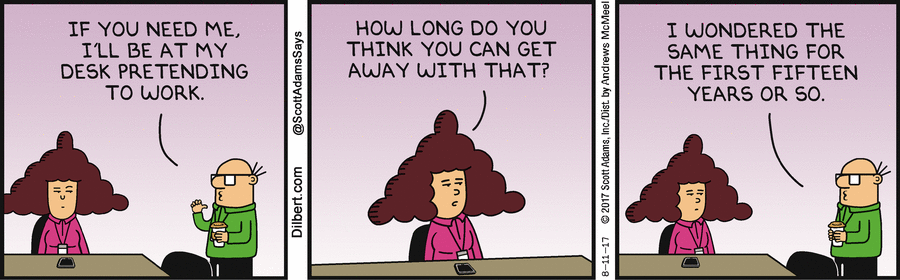 IF YOU NEED ME,
I'LL BE AT MY
DESK PRETENDING
TO WORK.
Dilbert.com @ScottAdamsSays
HOW LONG DO YOU
THINK YOU CAN GET
AWAY WITH THAT?
8-11-17 © 2017 Scott Adams, Inc./Dist. by Andrews McMeel
I WONDERED THE
SAME THING FOR
THE FIRST FIFTEEN
YEARS OR SO.